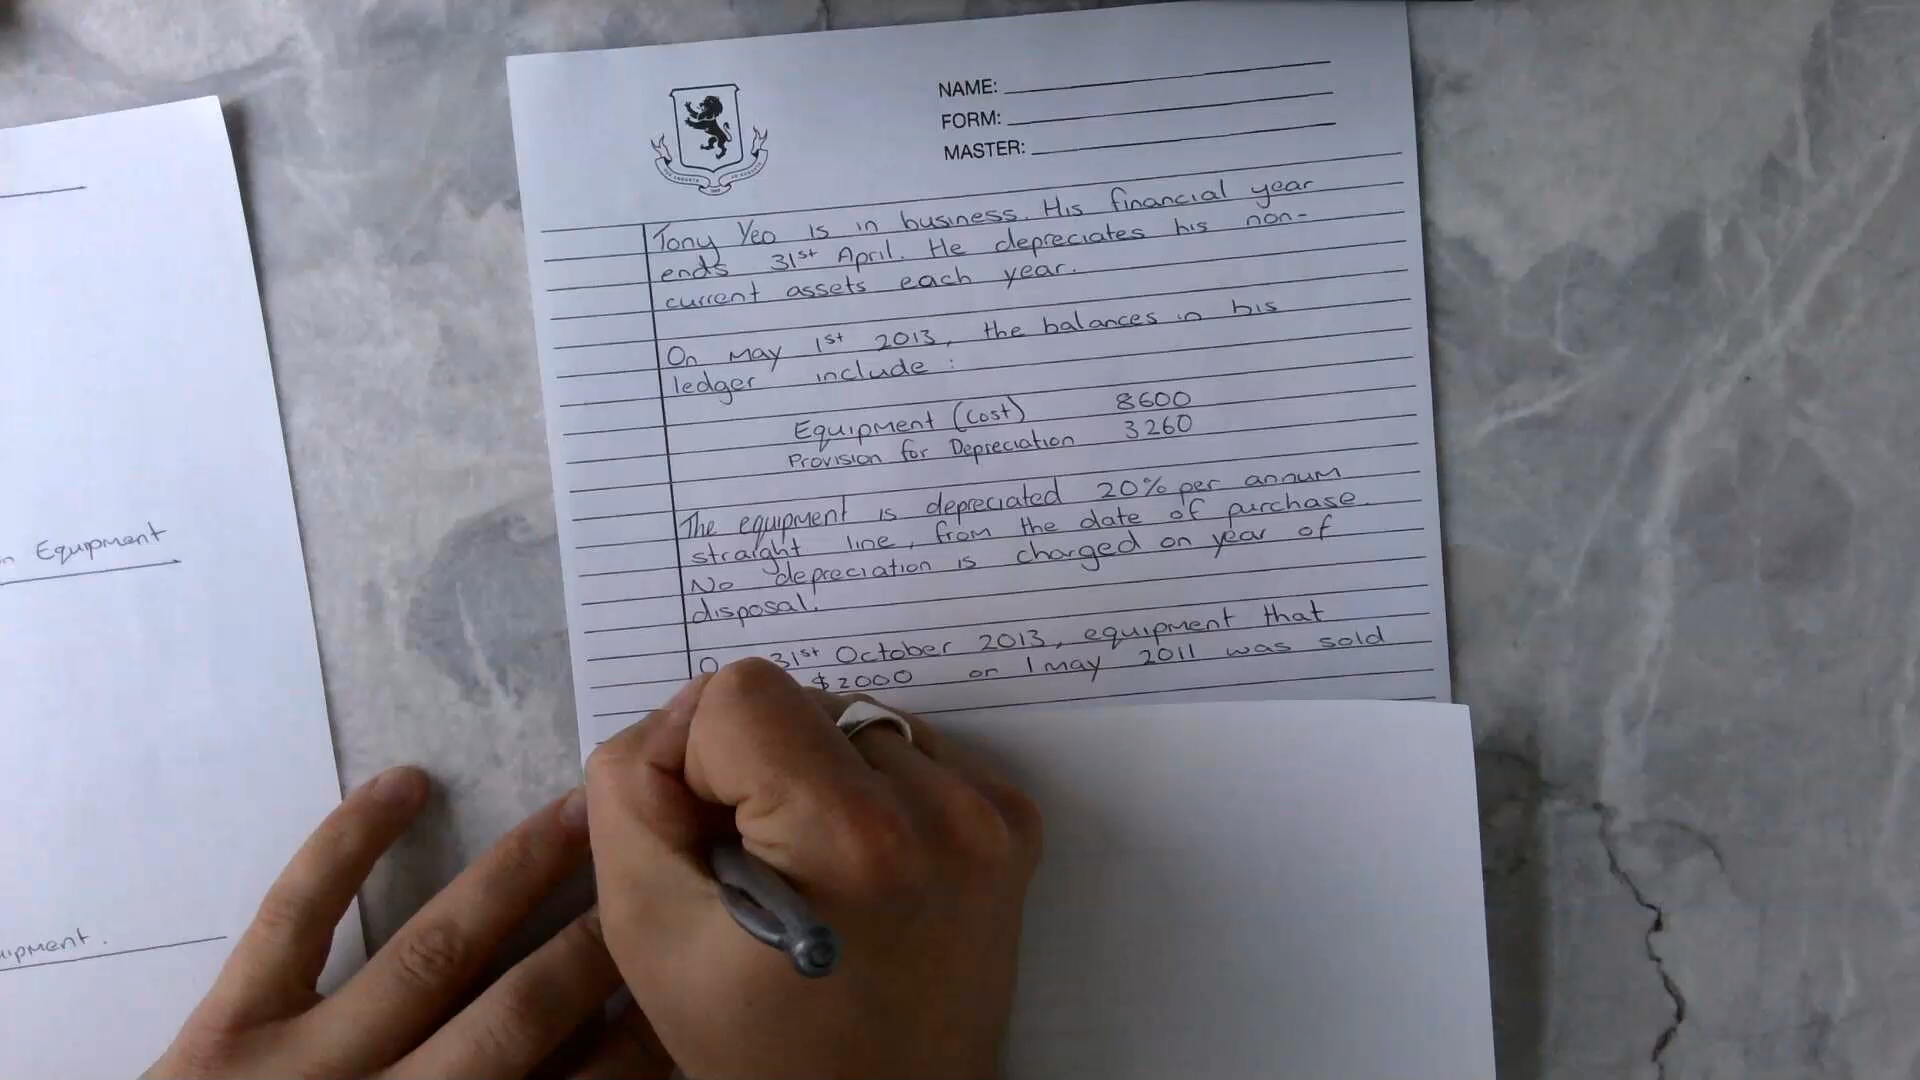 NAME:
FORM:
MASTER:
Tony Yeo is in business. His financial year
ends 31st April. He depreciates his non-
current assets each year.
On May 1st 2013, the balances in his
ledger include :
Equipment (cost) 8600
Provision for Depreciation 3260
The equipment is depreciated 20% per annum
straight line, from the date of purchase.
No depreciation is charged on year of
disposal.
31st October 2013, equipment that
$2000 on 1 may 2011 was sold
Equipment